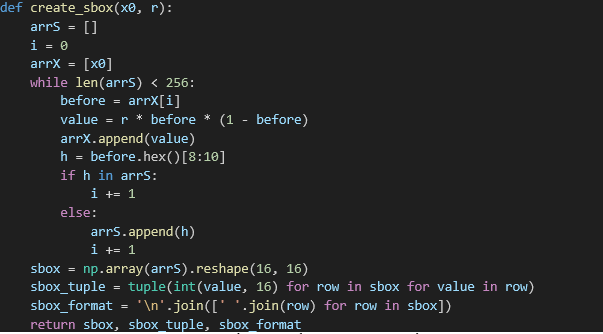 def create_sbox(x0, r):
    arrS = []
    i = 0
    arrX = [x0]
    while len(arrS) < 256:
        before = arrX[i]
        value = r * before * (1 - before)
        arrX.append(value)
        h = before.hex()[8:10]
        if h in arrS:
            i += 1
        else:
            arrS.append(h)
            i += 1
    sbox = np.array(arrS).reshape(16, 16)
    sbox_tuple = tuple(int(value, 16) for row in sbox for value in row)
    sbox_format = '\n'.join([' '.join(row) for row in sbox])
    return sbox, sbox_tuple, sbox_format